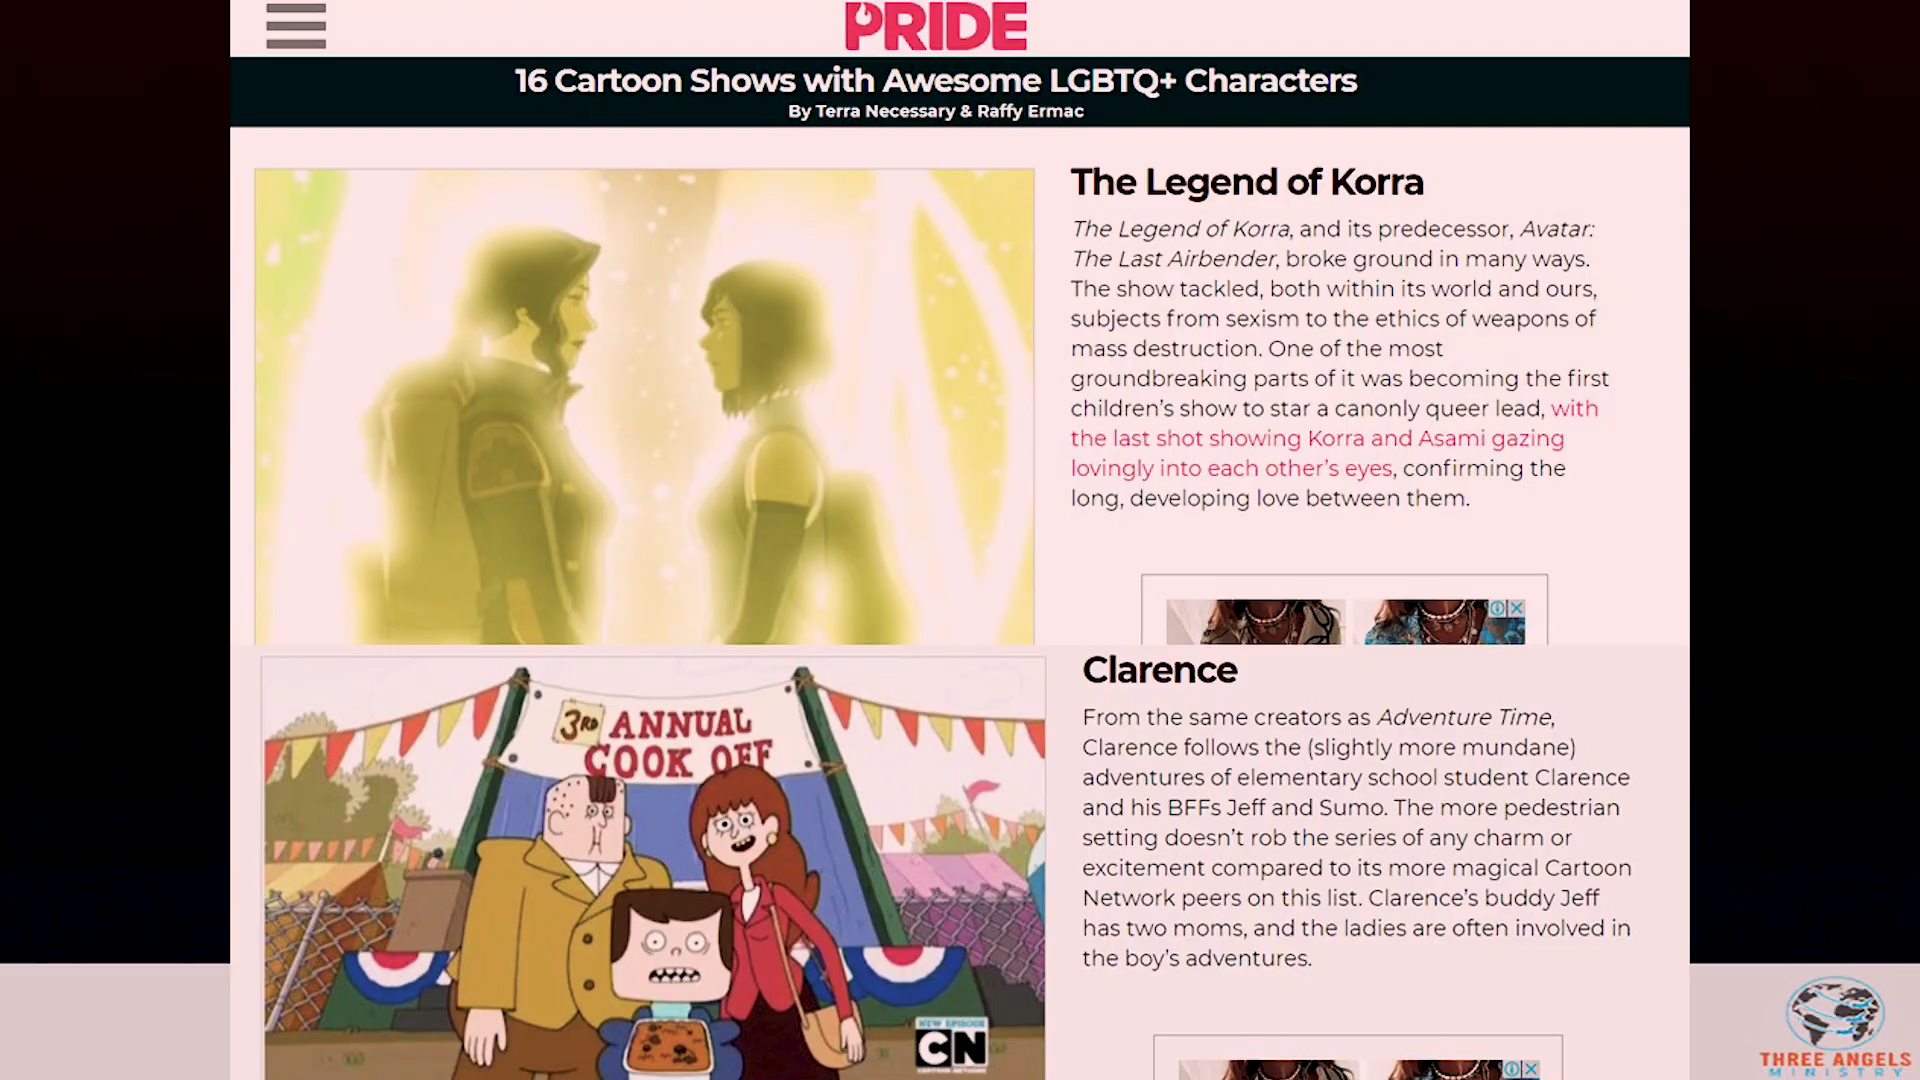 PRIDE
16 Cartoon Shows with Awesome LGBTQ+ Characters
By Terra Necessary & Raffy Ermac
The Legend of Korra
The Legend of Korra, and its predecessor, Avatar:
The Last Airbender, broke ground in many ways.
The show tackled, both within its world and ours,
subjects from sexism to the ethics of weapons of
mass destruction. One of the most
groundbreaking parts of it was becoming the first
children's show to star a canonly queer lead, with
the last shot showing Korra and Asami gazing
lovingly into each other's eyes, confirming the
long, developing love between them.
3RD ANNUAL
COOK OFF
NEW EPISODE
CN
CARTOON NETWORK
Clarence
From the same creators as Adventure Time,
Clarence follows the (slightly more mundane)
adventures of elementary school student Clarence
and his BFFs Jeff and Sumo. The more pedestrian
setting doesn't rob the series of any charm or
excitement compared to its more magical Cartoon
Network peers on this list. Clarence's buddy Jeff
has two moms, and the ladies are often involved in
the boy's adventures.
THREE ANGELS
MINISTRY